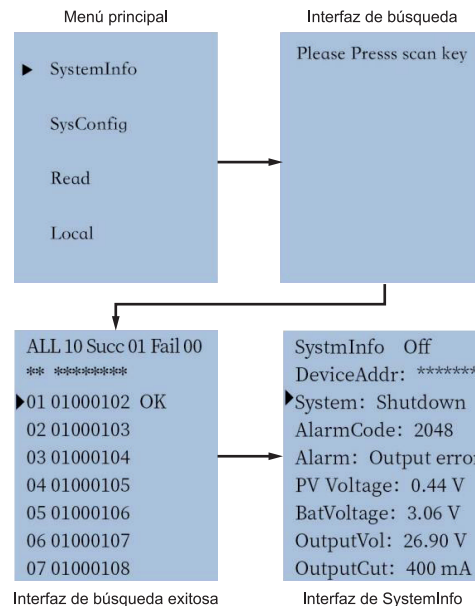 Menú principal
SystemInfo
SysConfig
Read
Local
Interfaz de búsqueda
Please Presss scan key
ALL 10 Succ 01 Fail 00
** ********
01 01000102 OK
02 01000103
03 01000104
04 01000105
05 01000106
06 01000107
07 01000108
Interfaz de búsqueda exitosa
SystmInfo Off
DeviceAddr: *******
System: Shutdown
AlarmCode: 2048
Alarm: Output error
PV Voltage: 0.44 V
BatVoltage: 3.06 V
OutputVol: 26.90 V
OutputCut: 400 mA
Interfaz de SystemInfo